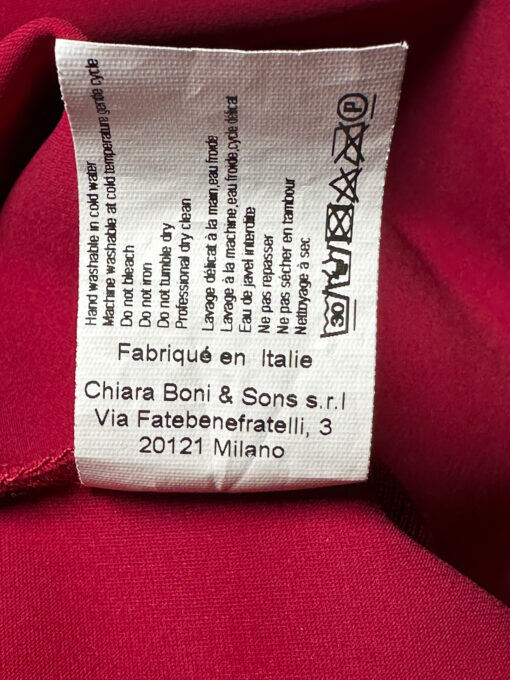 Hand washable in cold water
Machine washable at cold temperature gentle cycle
Do not bleach
Do not iron
Do not tumble dry
Professional dry clean
Lavage délicat à la main,eau froide
Lavage à la machine,eau froide,cycle délicat
Eau de javel interdite
Ne pas repasser
Ne pas sècher en tambour
Nettoyage à sec
30
P
Fabriqué en Italie
Chiara Boni & Sons s.r.l
Via Fatebenefratelli, 3
20121 Milano